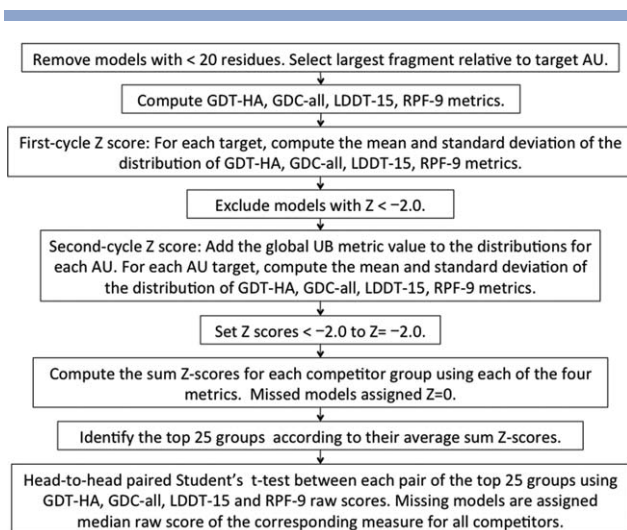 Remove models with < 20 residues. Select largest fragment relative to target AU.
Compute GDT-HA, GDC-all, LDDT-15, RPF-9 metrics.
First-cycle Z score: For each target, compute the mean and standard deviation of the
distribution of GDT-HA, GDC-all, LDDT-15, RPF-9 metrics.
Exclude models with Z < −2.0.
Second-cycle Z score: Add the global UB metric value to the distributions for
each AU. For each AU target, compute the mean and standard deviation of
the distribution of GDT-HA, GDC-all, LDDT-15, RPF-9 metrics.
Set Z scores < −2.0 to Z= −2.0.
Compute the sum Z-scores for each competitor group using each of the four
metrics. Missed models assigned Z=0.
Identify the top 25 groups according to their average sum Z-scores.
Head-to-head paired Student's t-test between each pair of the top 25 groups using
GDT-HA, GDC-all, LDDT-15 and RPF-9 raw scores. Missing models are assigned
median raw score of the corresponding measure for all competitors.